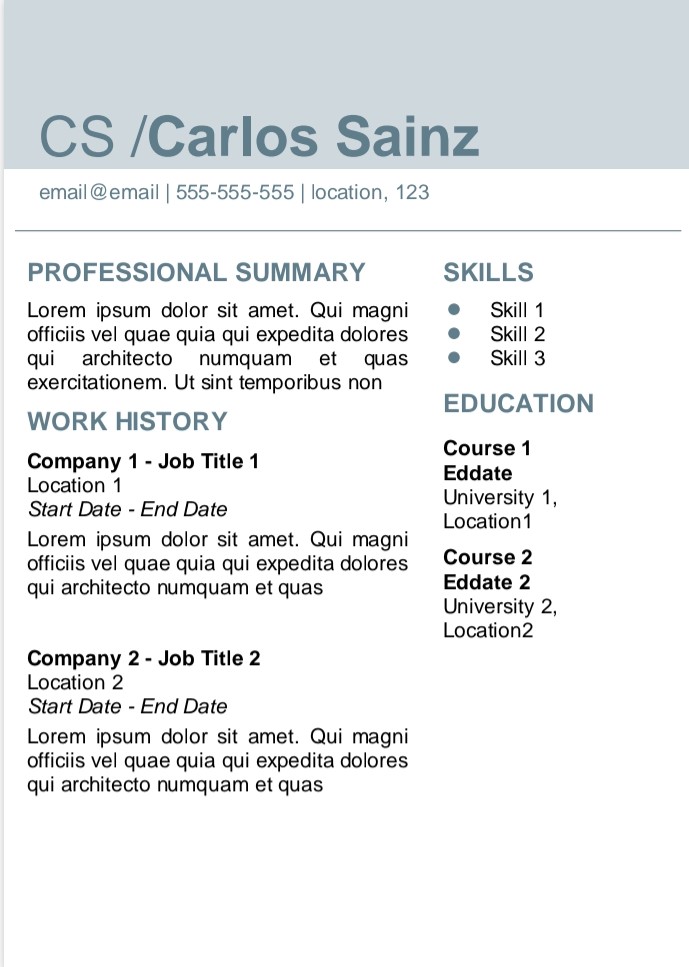 CS /Carlos Sainz
email@email | 555-555-555 | location, 123
PROFESSIONAL SUMMARY
Lorem ipsum dolor sit amet. Qui magni
officiis vel quae quia qui expedita dolores
qui architecto numquam et quas
exercitationem. Ut sint temporibus non
WORK HISTORY
Company 1 - Job Title 1
Location 1
Start Date - End Date
Lorem ipsum dolor sit amet. Qui magni
officiis vel quae quia qui expedita dolores
qui architecto numquam et quas
Company 2 - Job Title 2
Location 2
Start Date - End Date
Lorem ipsum dolor sit amet. Qui magni
officiis vel quae quia qui expedita dolores
qui architecto numquam et quas
SKILLS
● Skill 1
● Skill 2
● Skill 3
EDUCATION
Course 1
Eddate
University 1,
Location1
Course 2
Eddate 2
University 2,
Location2